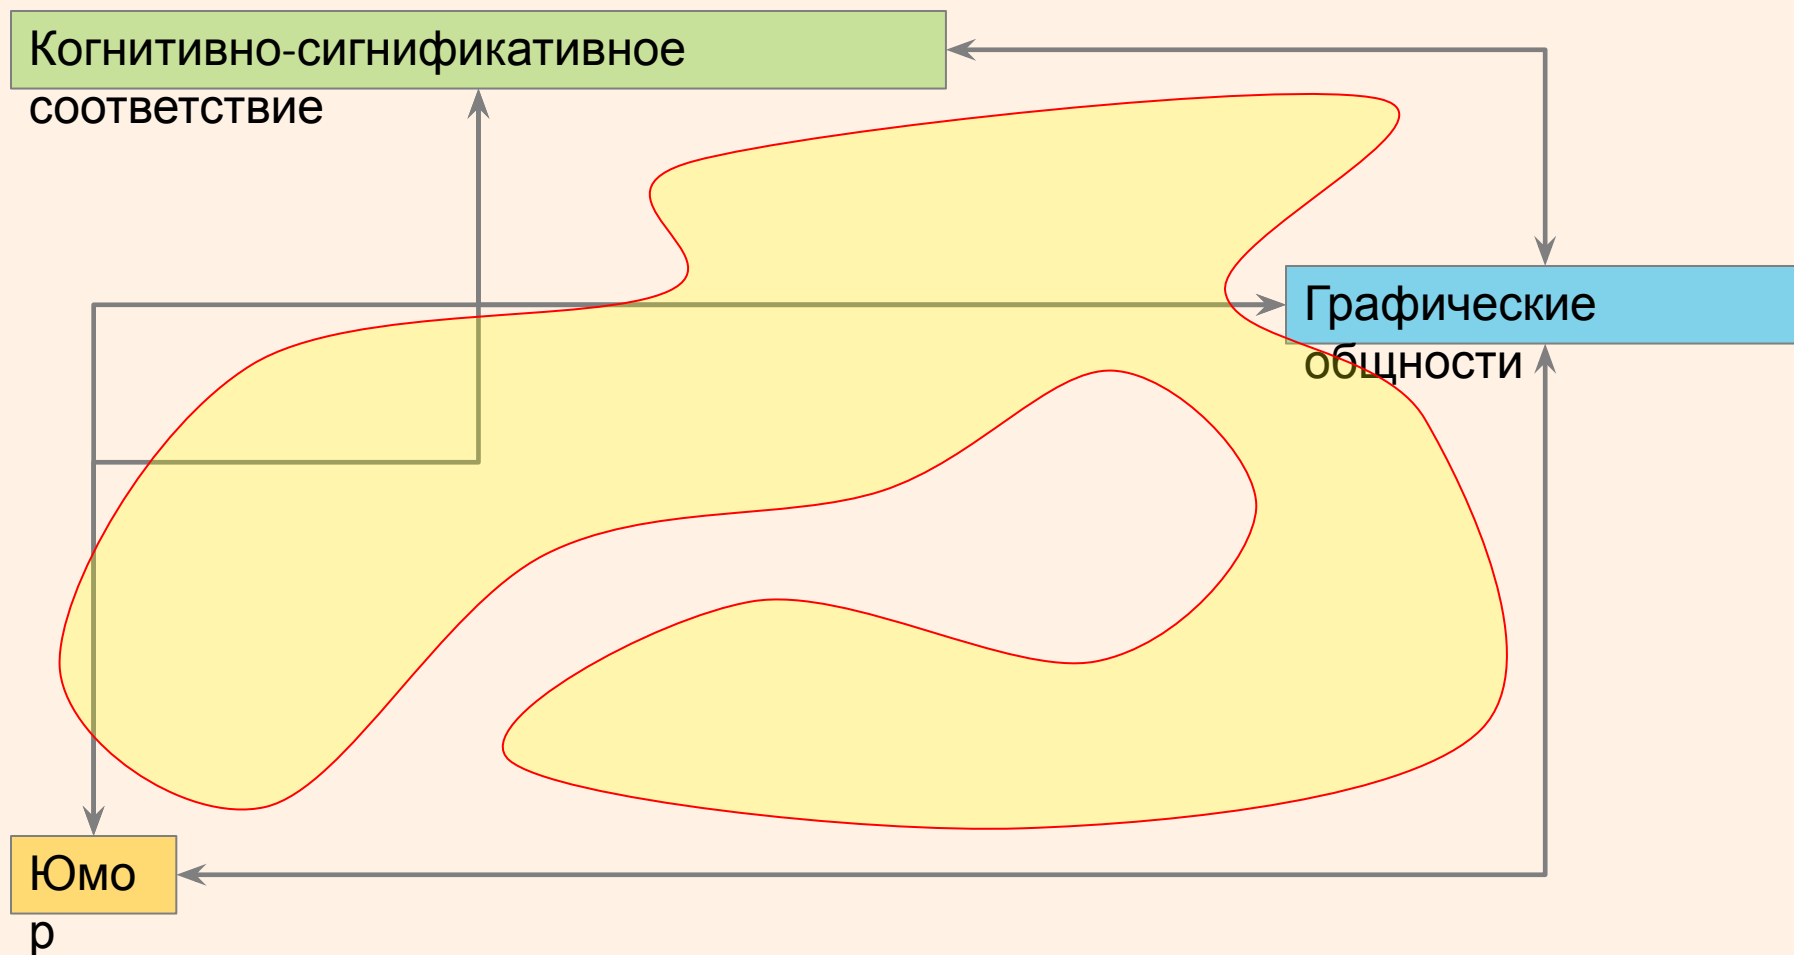 Когнитивно-сигнификативное
соответствие
Графические
общности
Юмо
р